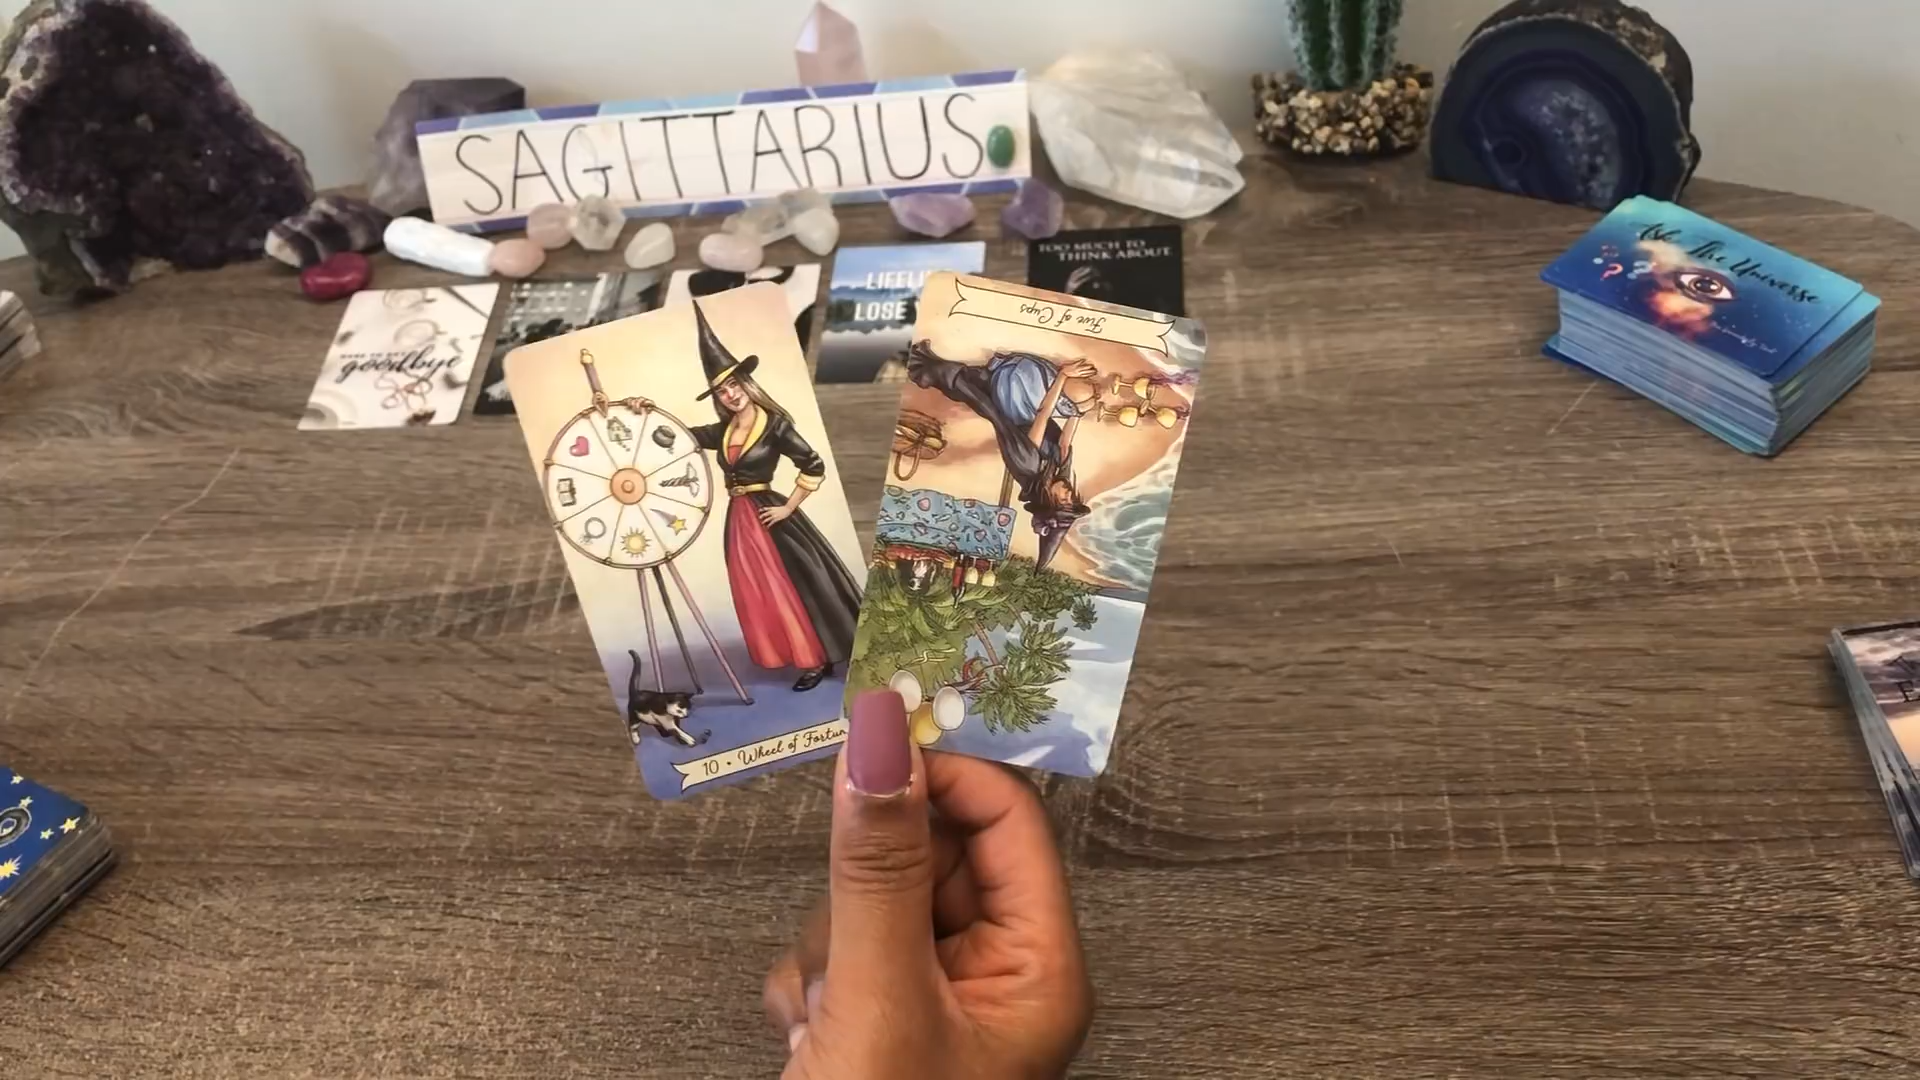 SAGITTARIUS
TOO MUCH TO
THINK ABOUT
Ask The Universe
LIFELI
LOSE
goodbye
Five of Cups
10 • Wheel of Fortun